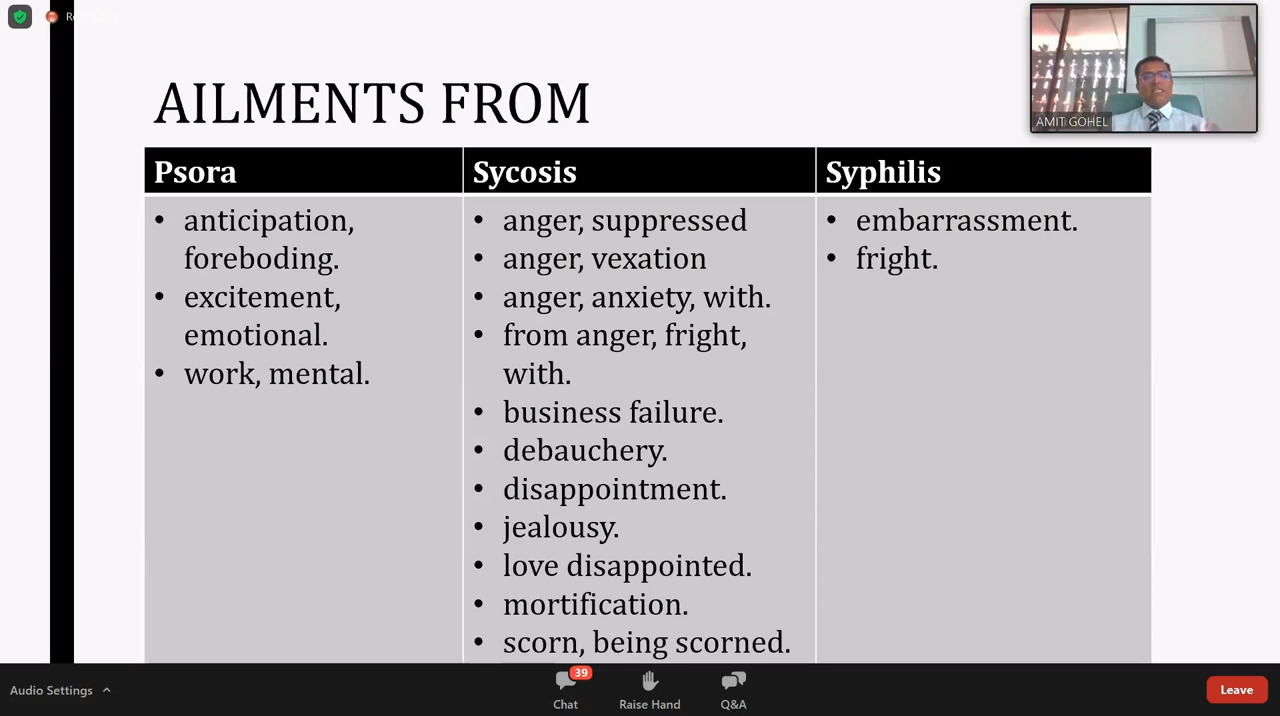 AMIT GOHEL
AILMENTS FROM
Psora
• anticipation,
foreboding.
• excitement,
emotional.
• work, mental.
Sycosis
• anger, suppressed
• anger, vexation
• anger, anxiety, with.
• from anger, fright,
with.
• business failure.
• debauchery.
• disappointment.
• jealousy.
• love disappointed.
• mortification.
• scorn, being scorned.
Syphilis
• embarrassment.
• fright.
Audio Settings
39
Chat
Raise Hand
Q&A
Leave